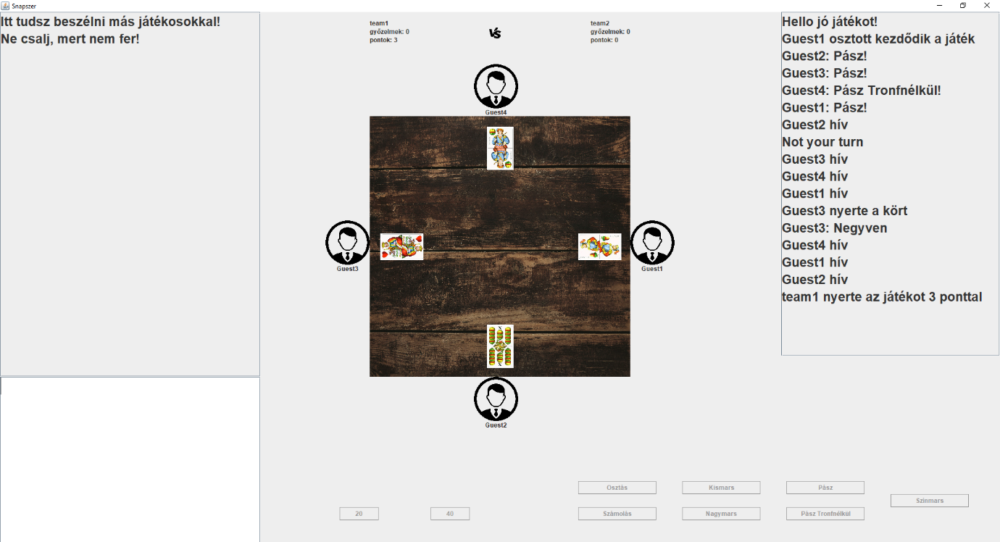 Snapszer
Itt tudsz beszélni más játékosokkal!
Ne csalj, mert nem fer!
team1
győzelmek: 0
pontok: 3
Vs
team2
győzelmek: 0
pontok: 0
Guest4
Guest3
Guest1
X
X
Guest2
Hello jó játékot!
Guest1 osztott kezdődik a játék
Guest2: Pász!
Guest3: Pász!
Guest4: Pász Tronfnélkül!
Guest1: Pász!
Guest2 hív
Not your turn
Guest3 hív
Guest4 hív
Guest1 hív
Guest3 nyerte a kört
Guest3: Negyven
Guest4 hív
Guest1 hív
Guest2 hív
team1 nyerte az játékot 3 ponttal
20
40
Osztás
Kismars
Pász
Számolás
Nagymars
Pász Tronfnélkül
Színmars